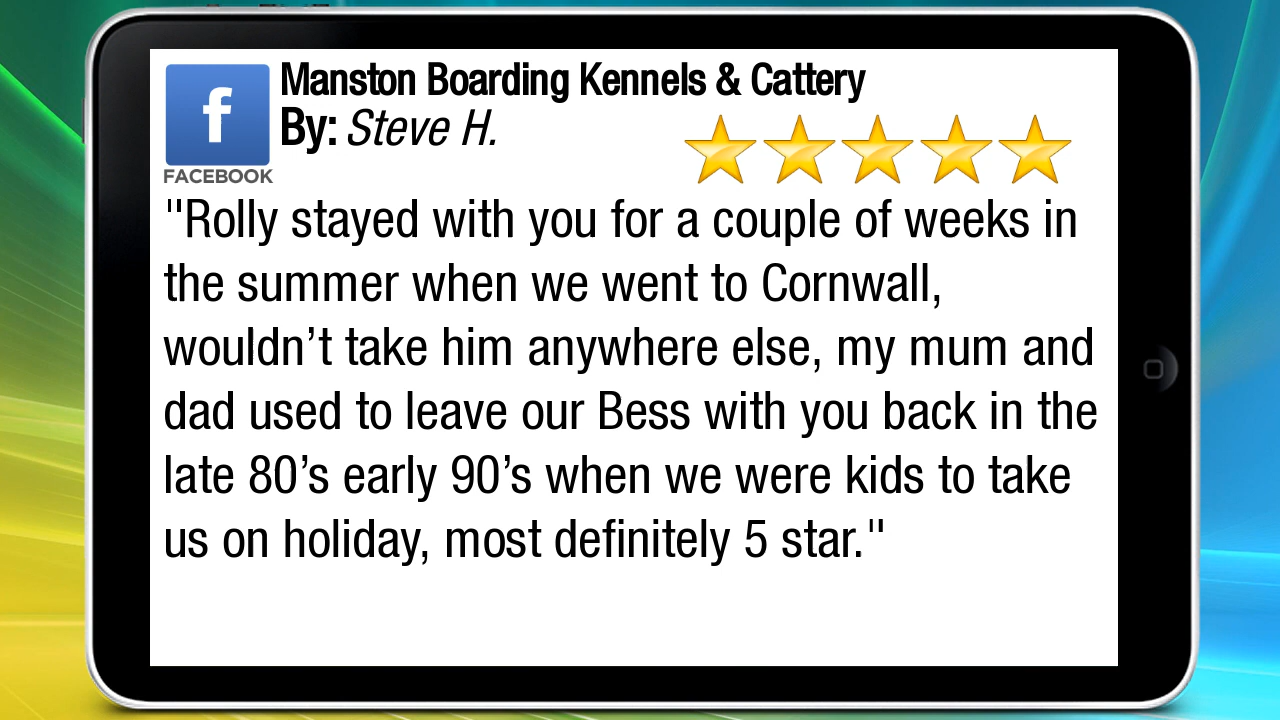 f
Manston Boarding Kennels & Cattery
By: Steve H.
FACEBOOK
"Rolly stayed with you for a couple of weeks in
the summer when we went to Cornwall,
wouldn’t take him anywhere else, my mum and
dad used to leave our Bess with you back in the
late 80’s early 90’s when we were kids to take
us on holiday, most definitely 5 star."